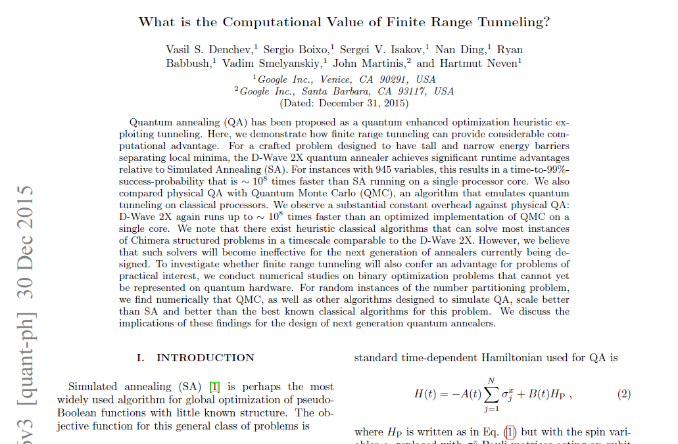 What is the Computational Value of Finite Range Tunneling?
Vasil S. Denchev,1 Sergio Boixo,1 Sergei V. Isakov,1 Nan Ding,1 Ryan
Babbush,1 Vadim Smelyanskiy,1 John Martinis,2 and Hartmut Neven1
1Google Inc., Venice, CA 90291, USA
2Google Inc., Santa Barbara, CA 93117, USA
(Dated: December 31, 2015)
Quantum annealing (QA) has been proposed as a quantum enhanced optimization heuristic ex-
ploiting tunneling. Here, we demonstrate how finite range tunneling can provide considerable com-
putational advantage. For a crafted problem designed to have tall and narrow energy barriers
separating local minima, the D-Wave 2X quantum annealer achieves significant runtime advantages
relative to Simulated Annealing (SA). For instances with 945 variables, this results in a time-to-99%-
success-probability that is ∼ 10^8 times faster than SA running on a single processor core. We also
compared physical QA with Quantum Monte Carlo (QMC), an algorithm that emulates quantum
tunneling on classical processors. We observe a substantial constant overhead against physical QA:
D-Wave 2X again runs up to ∼ 10^8 times faster than an optimized implementation of QMC on a
single core. We note that there exist heuristic classical algorithms that can solve most instances
of Chimera structured problems in a timescale comparable to the D-Wave 2X. However, we believe
that such solvers will become ineffective for the next generation of annealers currently being de-
signed. To investigate whether finite range tunneling will also confer an advantage for problems of
practical interest, we conduct numerical studies on binary optimization problems that cannot yet
be represented on quantum hardware. For random instances of the number partitioning problem,
we find numerically that QMC, as well as other algorithms designed to simulate QA, scale better
than SA and better than the best known classical algorithms for this problem. We discuss the
implications of these findings for the design of next generation quantum annealers.
v3 [quant-ph] 30 Dec 2015
I. INTRODUCTION
Simulated annealing (SA) [1] is perhaps the most
widely used algorithm for global optimization of pseudo-
Boolean functions with little known structure. The ob-
jective function for this general class of problems is
standard time-dependent Hamiltonian used for QA is
H(t) = −A(t) ∑_{j=1}^{N} σ_j^x + B(t)H_P , (2)
where H_P is written as in Eq. (1) but with the spin vari-